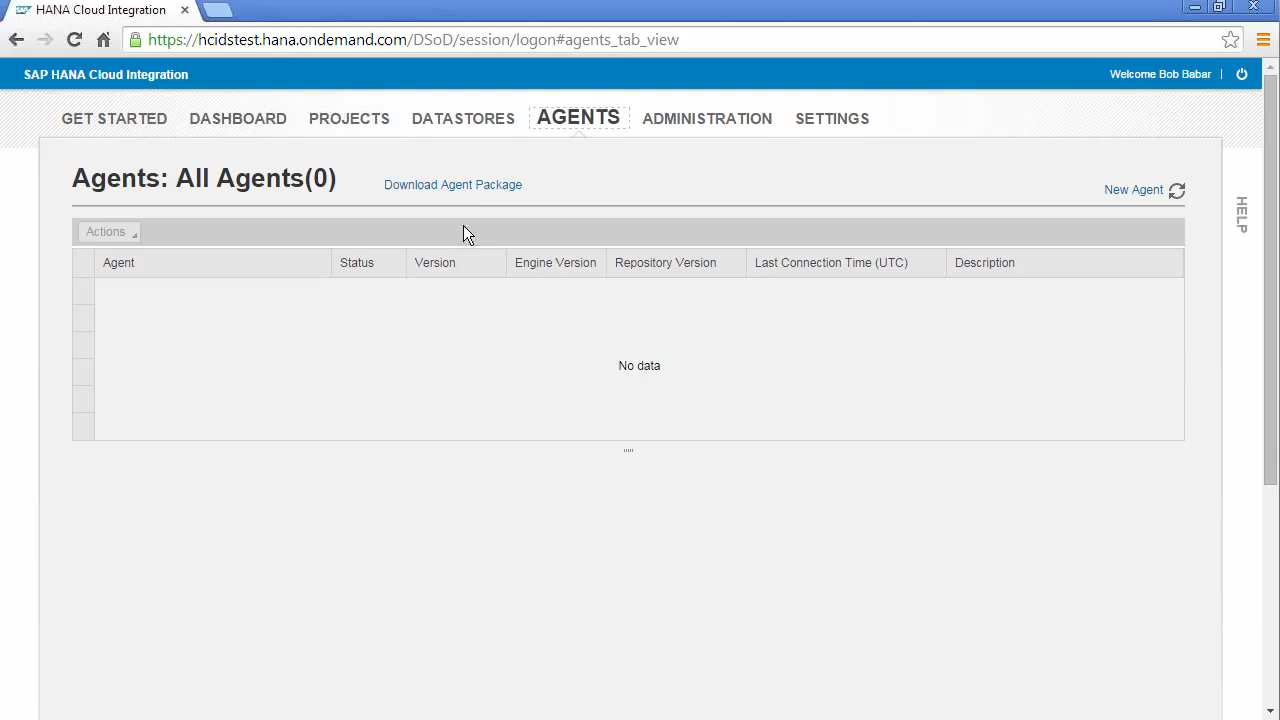 HANA Cloud Integration
https://hcidstest.hana.ondemand.com/DSoD/session/logon#agents_tab_view
SAP HANA Cloud Integration
Welcome Bob Babar
GET STARTED DASHBOARD PROJECTS DATASTORES AGENTS ADMINISTRATION SETTINGS
Agents: All Agents(0) Download Agent Package
New Agent
HELP
Actions
Agent Status Version Engine Version Repository Version Last Connection Time (UTC) Description
No data